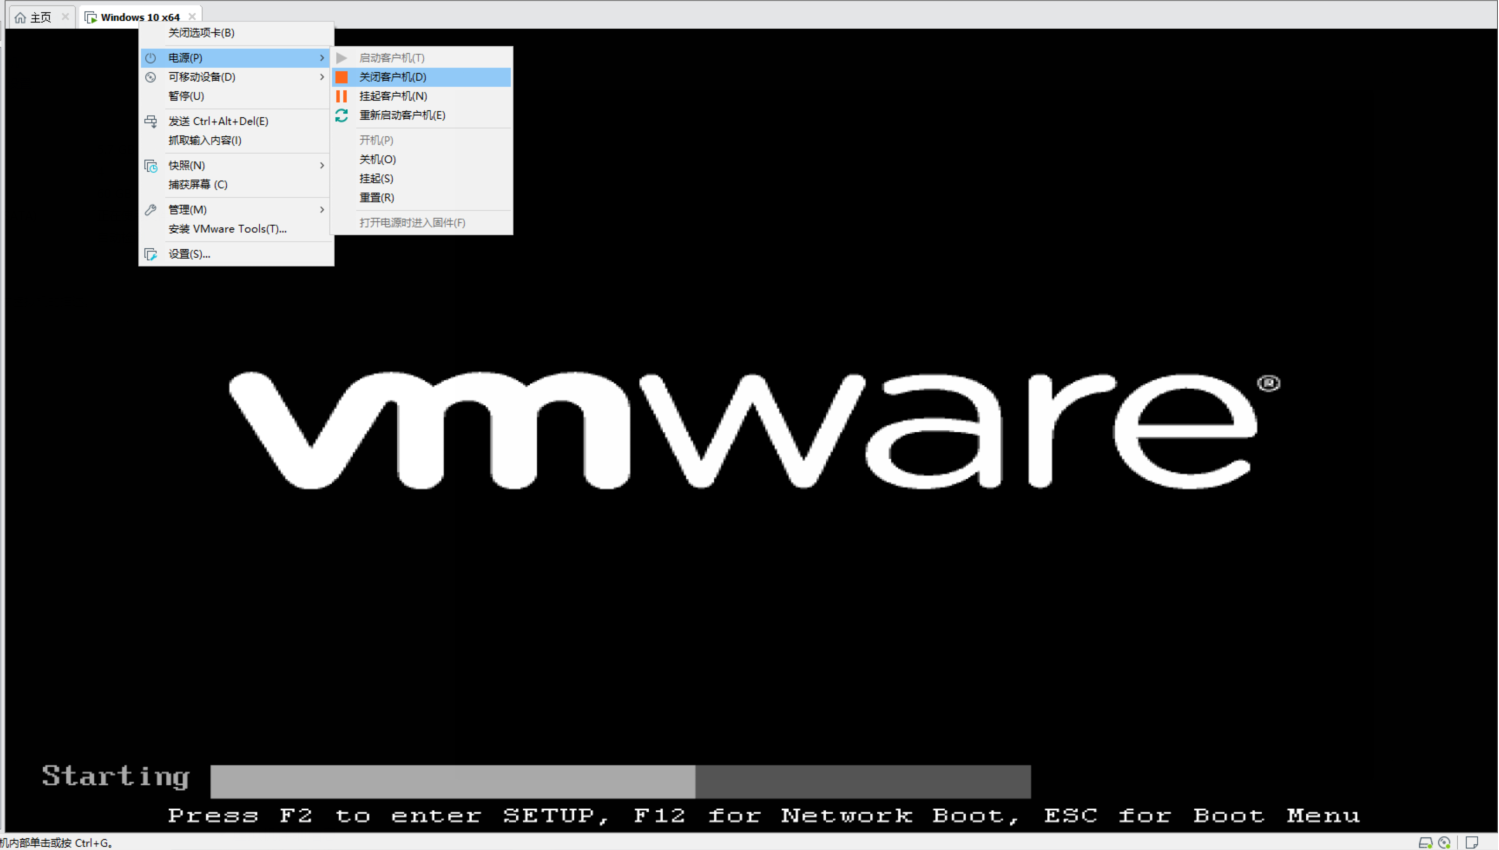 主页
Windows 10 x64
关闭选项卡(B)
电源(P)
可移动设备(D)
暂停(U)
发送 Ctrl+Alt+Del(E)
抓取输入内容(I)
快照(N)
捕获屏幕 (C)
管理(M)
安装 VMware Tools(T)...
设置(S)...
启动客户机(T)
关闭客户机(D)
挂起客户机(N)
重新启动客户机(E)
开机(P)
关机(O)
挂起(S)
重置(R)
打开电源时进入固件(F)
vmware®
Starting
Press F2 to enter SETUP, F12 for Network Boot, ESC for Boot Menu
机内部单击或按 Ctrl+G。